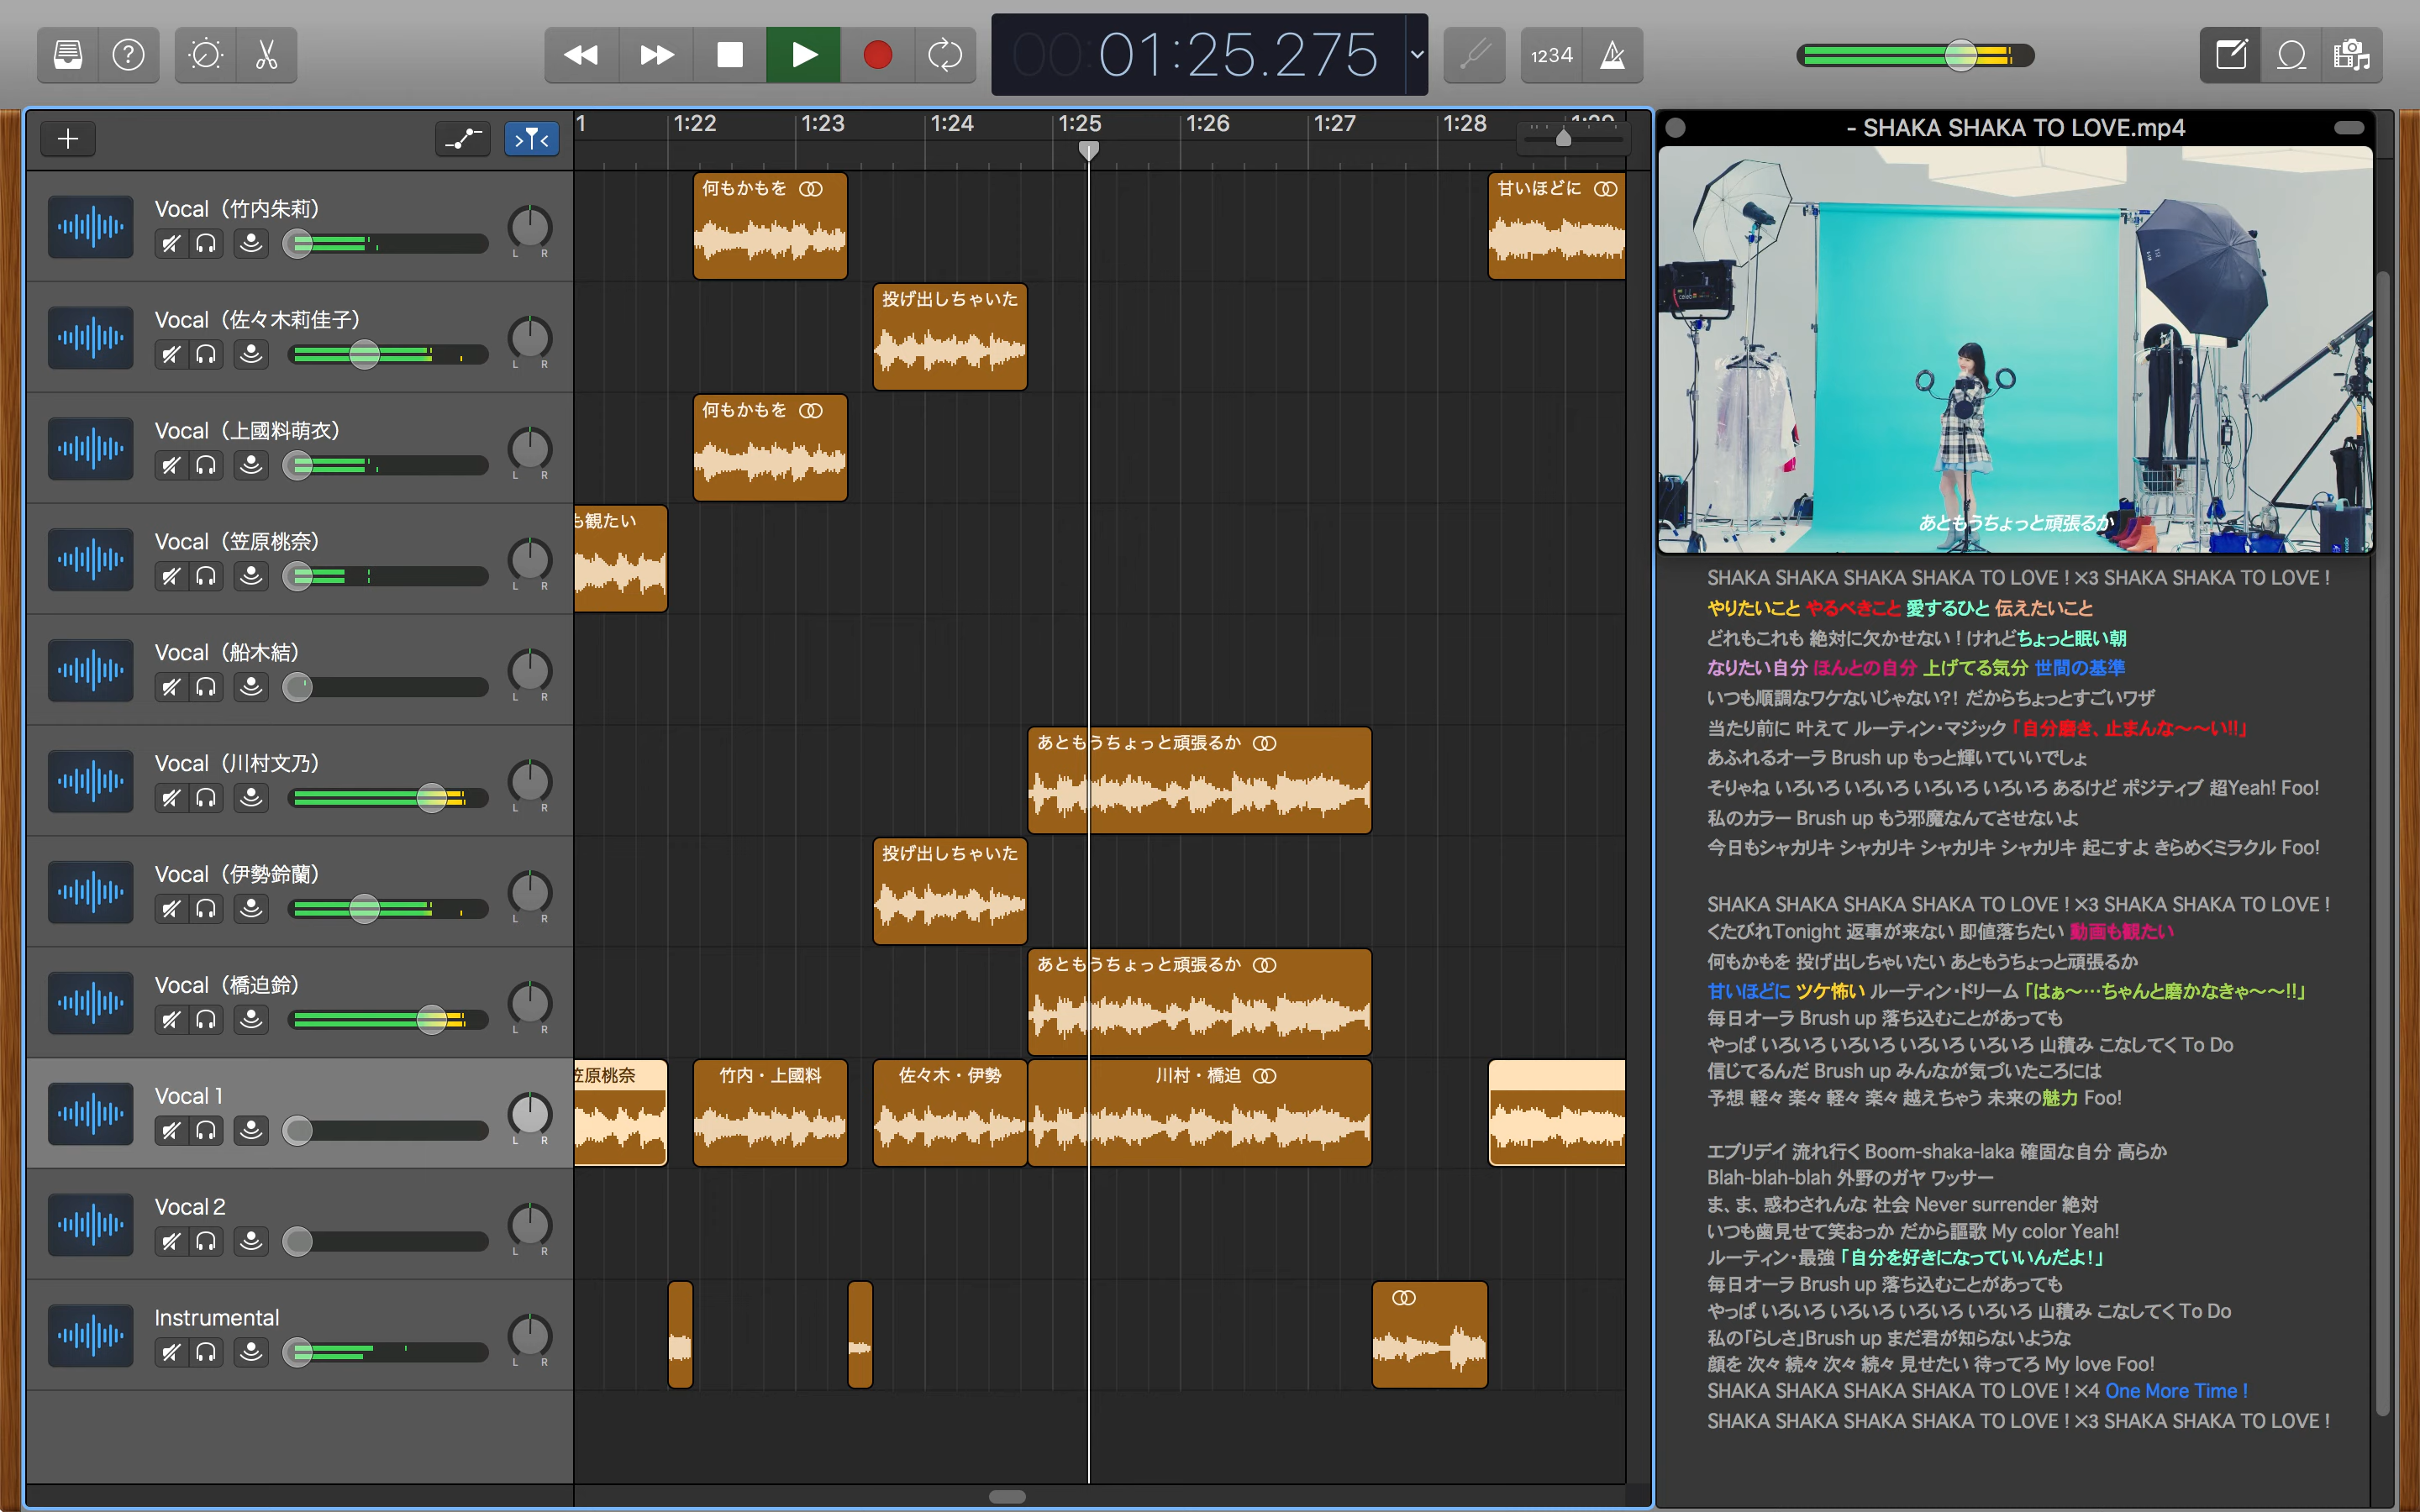 00:01:25.275
1234
1 1:22 1:23 1:24 1:25 1:26 1:27 1:28
Vocal（竹内朱莉）
L R
何もかもを
甘いほどに
Vocal（佐々木莉佳子）
L R
投げ出しちゃいた
Vocal（上國料萌衣）
L R
何もかもを
Vocal（笠原桃奈）
L R
も観たい
Vocal（船木結）
L R
Vocal（川村文乃）
L R
あともうちょっと頑張るか
Vocal（伊勢鈴蘭）
L R
投げ出しちゃいた
Vocal（橋迫鈴）
L R
あともうちょっと頑張るか
Vocal 1
L R
笠原桃奈
竹内・上國料
佐々木・伊勢
川村・橋迫
Vocal 2
L R
Instrumental
L R
- SHAKA SHAKA TO LOVE.mp4
あともうちょっと頑張るか
SHAKA SHAKA SHAKA SHAKA TO LOVE ! ×3 SHAKA SHAKA TO LOVE !
やりたいこと やるべきこと 愛するひと 伝えたいこと
どれもこれも 絶対に欠かせない ! けれどちょっと眠い朝
なりたい自分 ほんとの自分 上げてる気分 世間の基準
いつも順調なワケないじゃない?! だからちょっとすごいワザ
当たり前に 叶えて ルーティン・マジック 「自分磨き、止まんな〜〜い!!」
あふれるオーラ Brush up もっと輝いていいでしょ
そりゃね いろいろ いろいろ いろいろ いろいろ あるけど ポジティブ 超Yeah! Foo!
私のカラー Brush up もう邪魔なんてさせないよ
今日もシャカリキ シャカリキ シャカリキ シャカリキ 起こすよ きらめくミラクル Foo!
SHAKA SHAKA SHAKA SHAKA TO LOVE ! ×3 SHAKA SHAKA TO LOVE !
くたびれTonight 返事が来ない 即値落ちたい 動画も観たい
何もかもを 投げ出しちゃいたい あともうちょっと頑張るか
甘いほどに ツケ怖い ルーティン・ドリーム 「はぁ〜…ちゃんと磨かなきゃ〜〜!!」
毎日オーラ Brush up 落ち込むことがあっても
やっぱ いろいろ いろいろ いろいろ いろいろ 山積み こなしてく To Do
信じてるんだ Brush up みんなが気づいたころには
予想 軽々 楽々 軽々 楽々 越えちゃう 未来の魅力 Foo!
エブリデイ 流れ行く Boom-shaka-laka 確固な自分 高らか
Blah-blah-blah 外野のガヤ ワッサー
ま、ま、惑わされんな 社会 Never surrender 絶対
いつも歯見せて笑おっか だから謳歌 My color Yeah!
ルーティン・最強 「自分を好きになっていいんだよ!」
毎日オーラ Brush up 落ち込むことがあっても
やっぱ いろいろ いろいろ いろいろ いろいろ 山積み こなしてく To Do
私の「らしさ」Brush up まだ君が知らないような
顔を 次々 続々 次々 続々 見せたい 待ってろ My love Foo!
SHAKA SHAKA SHAKA SHAKA TO LOVE ! ×4 One More Time !
SHAKA SHAKA SHAKA SHAKA TO LOVE ! ×3 SHAKA SHAKA TO LOVE !